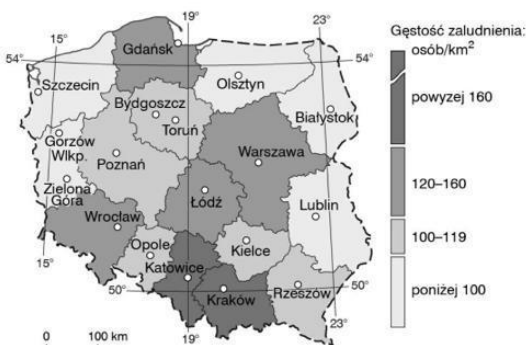 19°
23°
15°
Gęstość zaludnienia:
osób/km²
Gdańsk
54°
54°
Olsztyn
Szczecin
powyzej 160
Bydgoszcz
Białystok
Toruń
Gorzów
Wlkp.
Warszawa
Poznań
120–160
Zielona
Góra
Łódź
Lublin
Wrocław
100–119
Opole
Kielce
15°
Katowice
50°
Kraków
Rzeszów
50°
poniżej 100
23°
0 100 km
19°